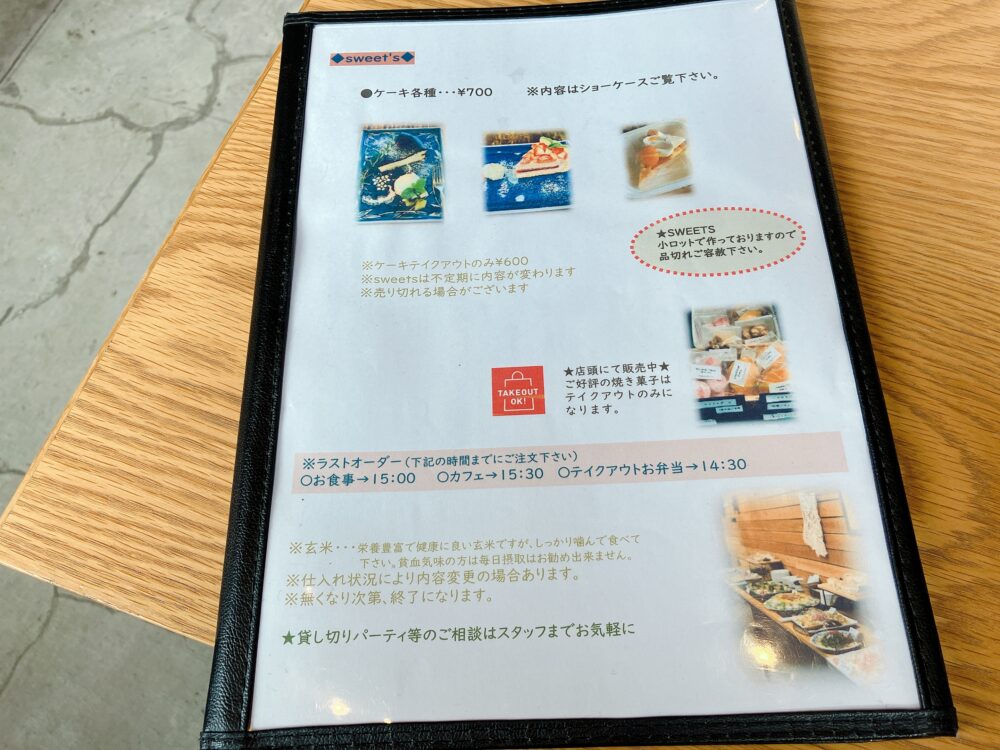 ◆sweet's◆
●ケーキ各種・・・¥700 ※内容はショーケースご覧下さい。
★SWEETS
小ロットで作っておりますので
品切れご容赦下さい。
※ケーキテイクアウトのみ¥600
※sweetsは不定期に内容が変わります
※売り切れる場合がございます
TAKEOUT
OK!
★店頭にて販売中★
ご好評の焼き菓子は
テイクアウトのみに
なります。
※ラストオーダー(下記の時間までにご注文下さい)
○お食事→15:00 ○カフェ→15:30 ○テイクアウトお弁当→14:30
※玄米・・・栄養豊富で健康に良い玄米ですが、しっかり噛んで食べて
下さい。貧血気味の方は毎日摂取はお勧め出来ません。
※仕入れ状況により内容変更の場合あります。
※無くなり次第、終了になります。
★貸し切りパーティ等のご相談はスタッフまでお気軽に